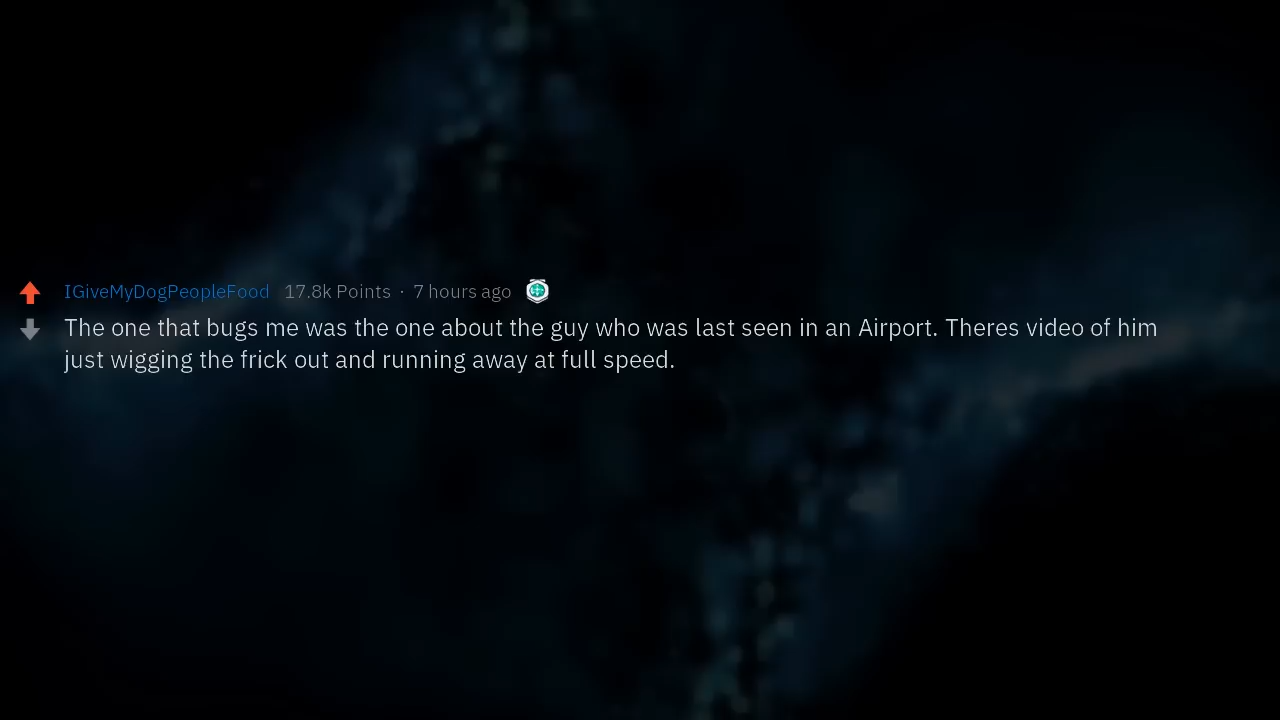 IGiveMyDogPeopleFood 17.8k Points · 7 hours ago
The one that bugs me was the one about the guy who was last seen in an Airport. Theres video of him
just wigging the frick out and running away at full speed.